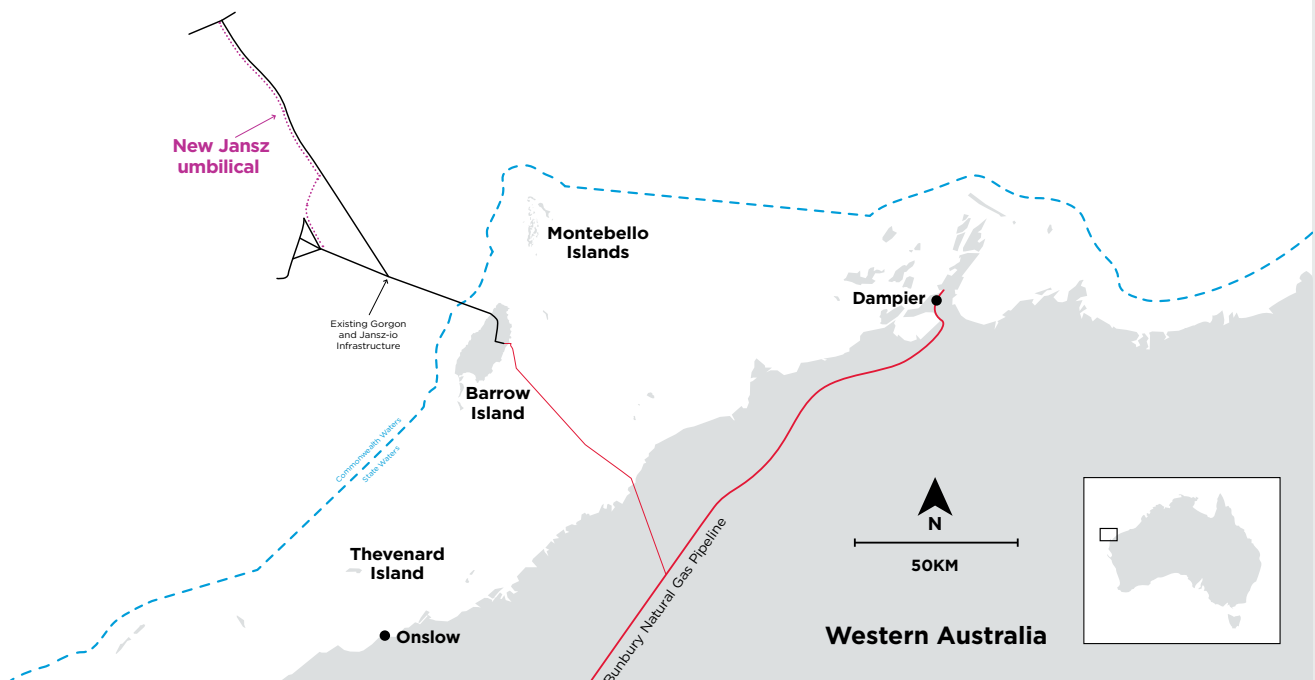 New Jansz
umbilical
Montebello
Islands
Dampier
Existing Gorgon
and Jansz-io
Infrastructure
Barrow
Island
Commonwealth Waters
State Waters
N
50KM
Thevenard
Island
Bunbury Natural Gas Pipeline
Onslow
Western Australia